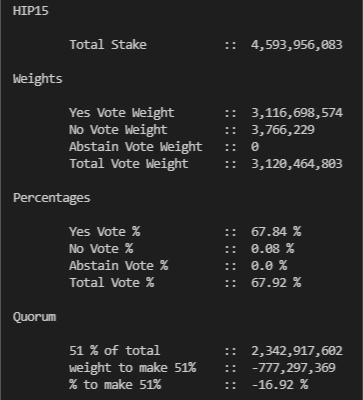 HIP15
Total Stake :: 4,593,956,083
Weights
Yes Vote Weight :: 3,116,698,574
No Vote Weight :: 3,766,229
Abstain Vote Weight :: 0
Total Vote Weight :: 3,120,464,803
Percentages
Yes Vote % :: 67.84 %
No Vote % :: 0.08 %
Abstain Vote % :: 0.0 %
Total Vote % :: 67.92 %
Quorum
51 % of total :: 2,342,917,602
weight to make 51% :: -777,297,369
% to make 51% :: -16.92 %